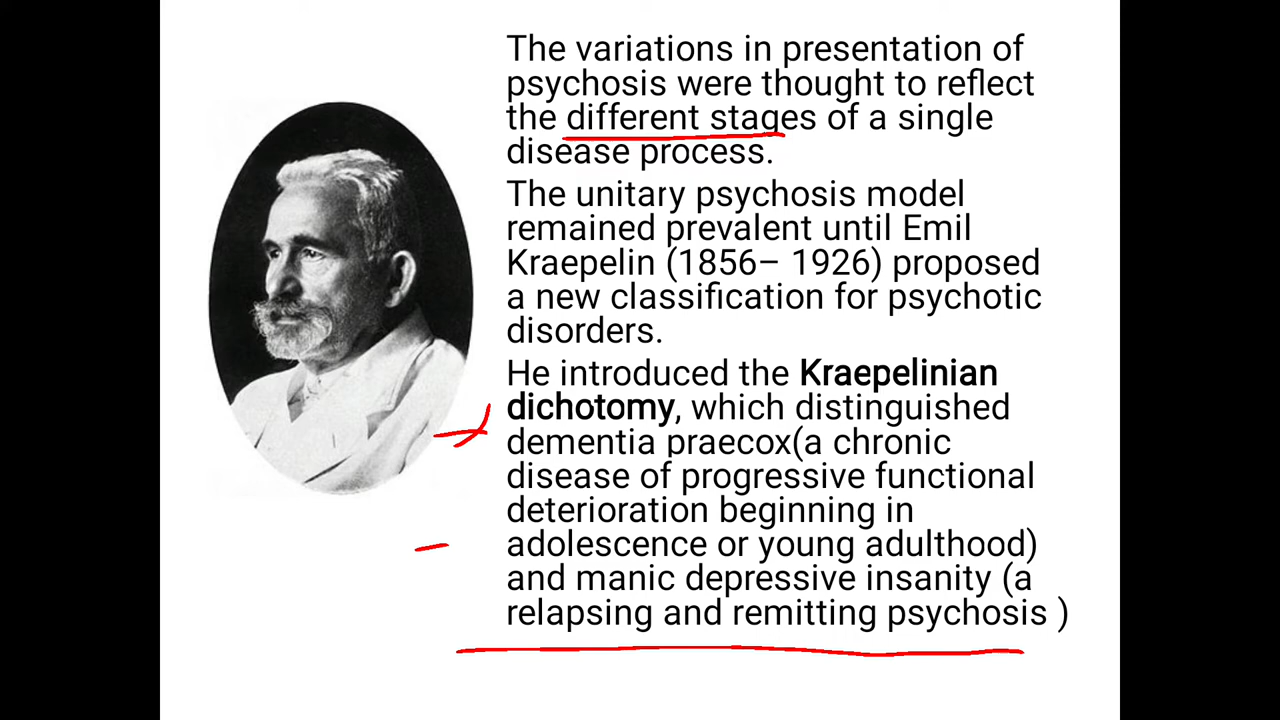 The variations in presentation of
psychosis were thought to reflect
the different stages of a single
disease process.
The unitary psychosis model
remained prevalent until Emil
Kraepelin (1856– 1926) proposed
a new classification for psychotic
disorders.
He introduced the Kraepelinian
dichotomy, which distinguished
dementia praecox(a chronic
disease of progressive functional
deterioration beginning in
adolescence or young adulthood)
and manic depressive insanity (a
relapsing and remitting psychosis )